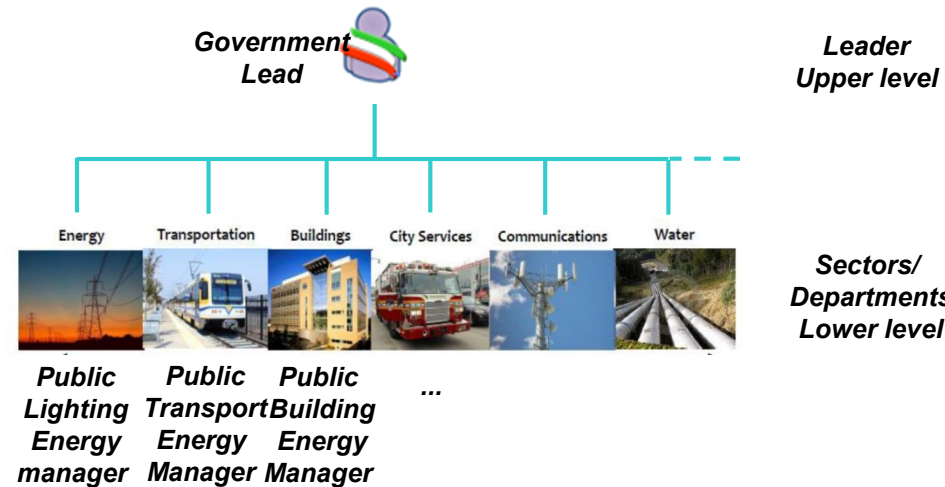 Government
Lead
Leader
Upper level
Energy
Transportation
Buildings
City Services
Communications
Water
Sectors/
Departments
Lower level
Public
Lighting
Energy
manager
Public
Transport
Energy
Manager
Public
Building
Energy
Manager
...